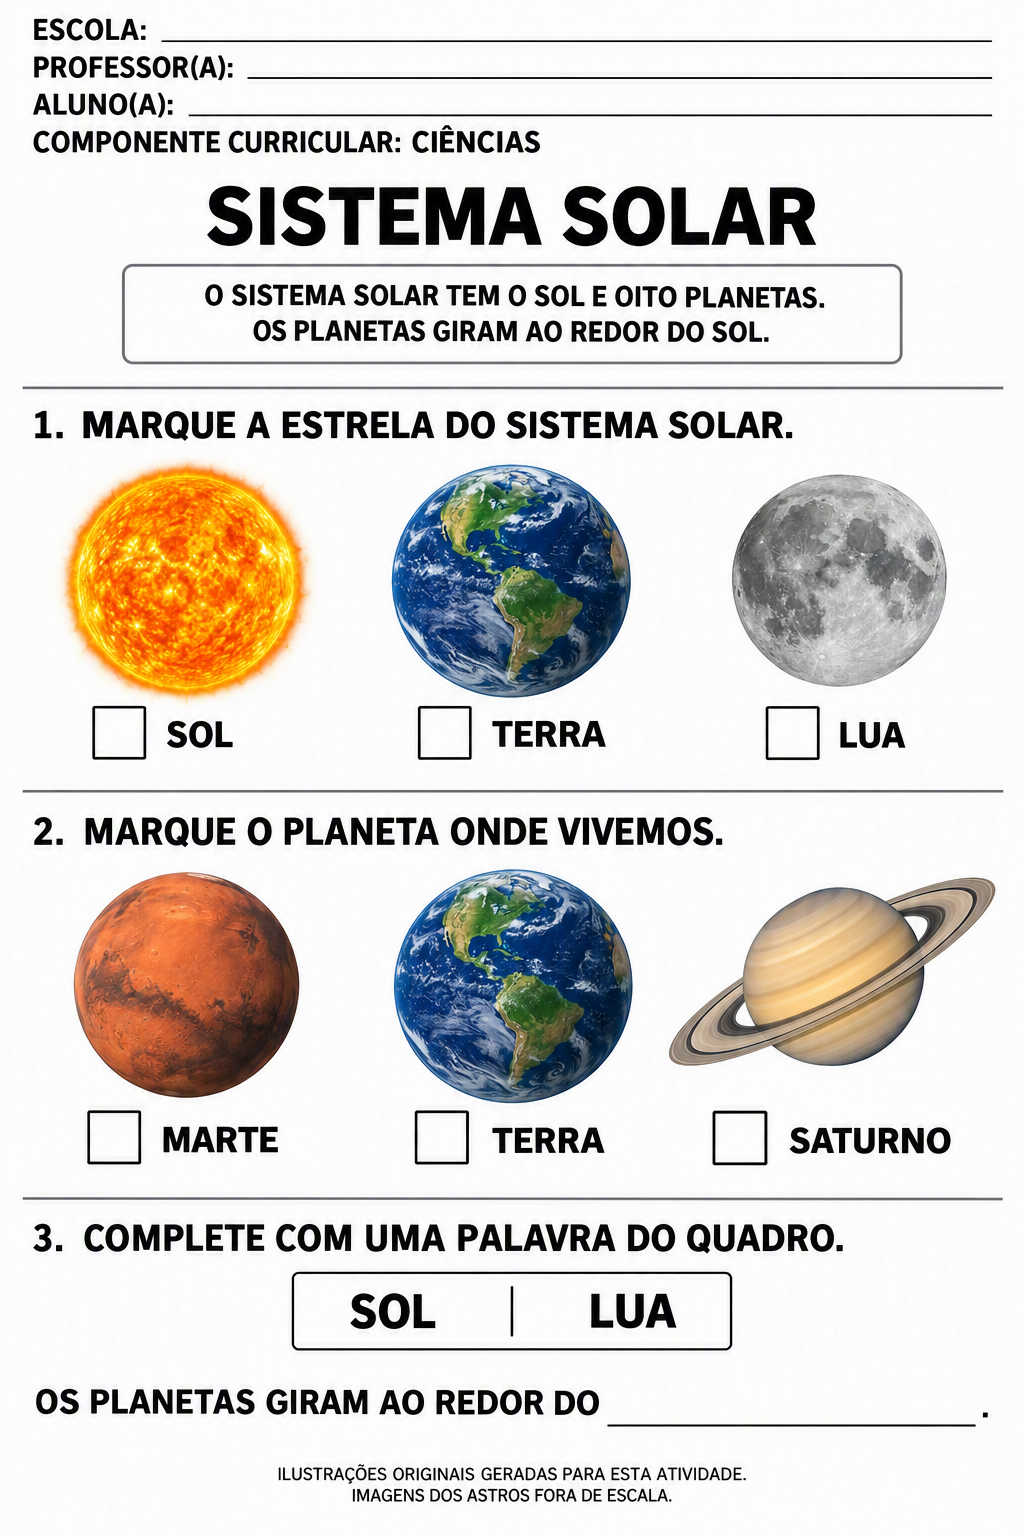 ESCOLA:
PROFESSOR(A):
ALUNO(A):
COMPONENTE CURRICULAR: CIÊNCIAS
SISTEMA SOLAR
O SISTEMA SOLAR TEM O SOL E OITO PLANETAS.
OS PLANETAS GIRAM AO REDOR DO SOL.
1. MARQUE A ESTRELA DO SISTEMA SOLAR.
SOL TERRA LUA
2. MARQUE O PLANETA ONDE VIVEMOS.
MARTE TERRA SATURNO
3. COMPLETE COM UMA PALAVRA DO QUADRO.
SOL | LUA
OS PLANETAS GIRAM AO REDOR DO ____________.
ILUSTRAÇÕES ORIGINAIS GERADAS PARA ESTA ATIVIDADE.
IMAGENS DOS ASTROS FORA DE ESCALA.